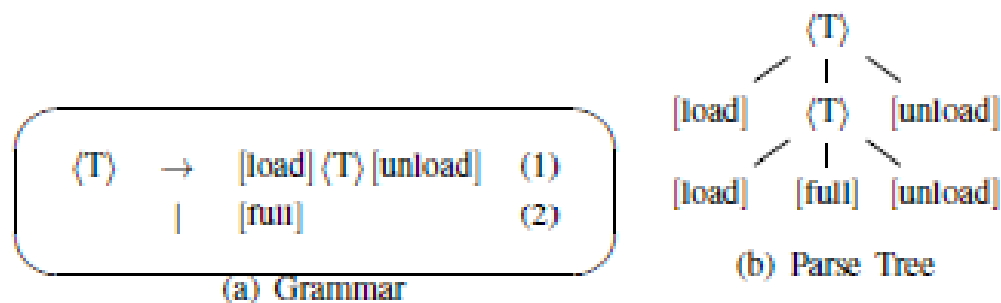 ⟨T⟩ → [load] ⟨T⟩ [unload] (1)
| [full] (2)
(a) Grammar
⟨T⟩
[load] ⟨T⟩ [unload]
[load] [full] [unload]
(b) Parse Tree